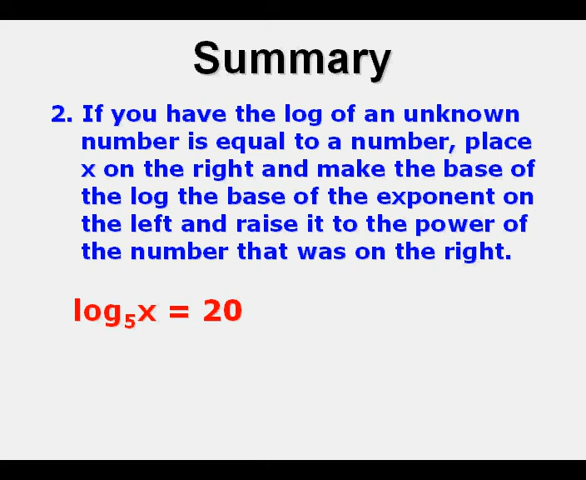 Summary
2. If you have the log of an unknown
number is equal to a number, place
x on the right and make the base of
the log the base of the exponent on
the left and raise it to the power of
the number that was on the right.
log₅x = 20